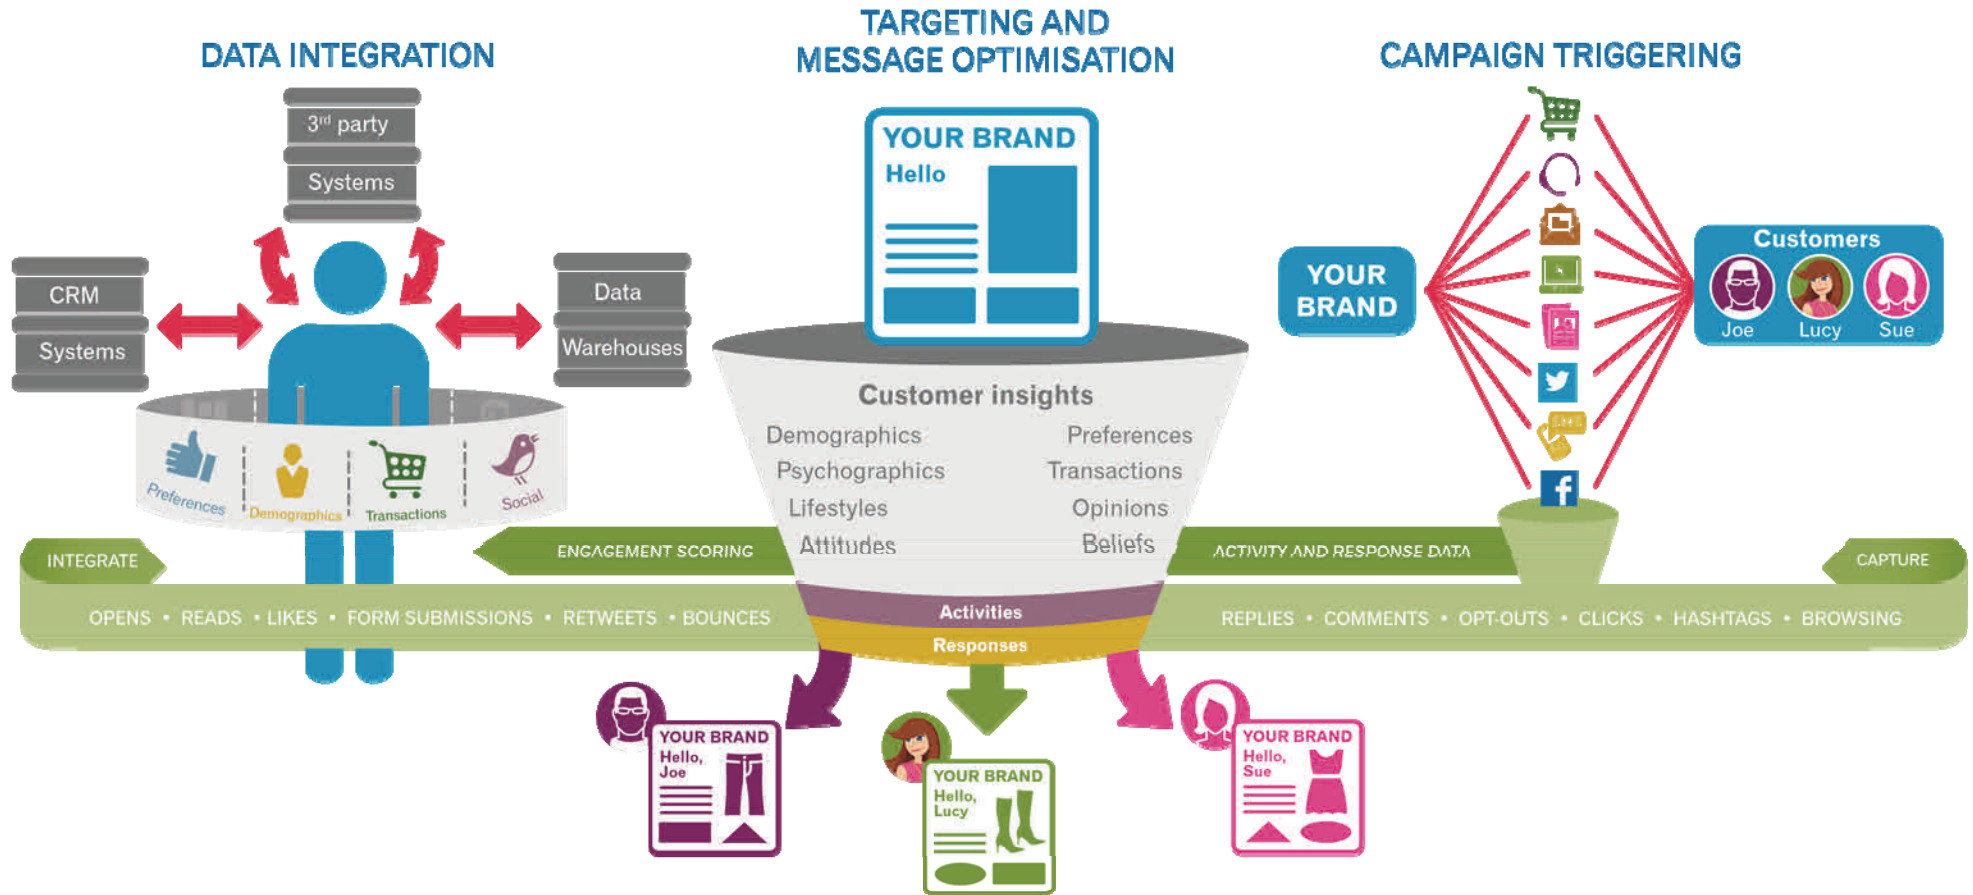 DATA INTEGRATION
3rd party
Systems
CRM
Systems
Data
Warehouses
Preferences
Demographics
Transactions
Social
TARGETING AND
MESSAGE OPTIMISATION
YOUR BRAND
Hello
Customer insights
Demographics
Preferences
Psychographics
Transactions
Lifestyles
Opinions
Attitudes
Beliefs
Activities
Responses
CAMPAIGN TRIGGERING
YOUR
BRAND
Customers
Joe
Lucy
Sue
INTEGRATE
ENGAGEMENT SCORING
ACTIVITY AND RESPONSE DATA
CAPTURE
OPENS • READS • LIKES • FORM SUBMISSIONS • RETWEETS • BOUNCES
REPLIES • COMMENTS • OPT-OUTS • CLICKS • HASHTAGS • BROWSING
YOUR BRAND
Hello,
Joe
YOUR BRAND
Hello,
Lucy
YOUR BRAND
Hello,
Sue